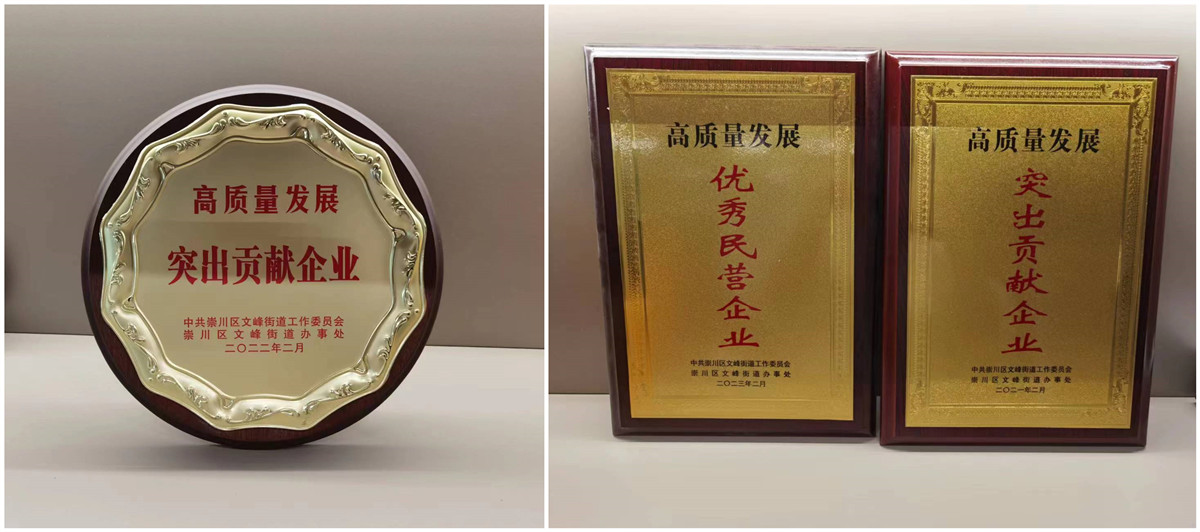 高质量发展
突出贡献企业
中共崇川区文峰街道工作委员会
崇川区文峰街道办事处
二〇二二年二月
高质量发展
优秀民营企业
中共崇川区文峰街道工作委员会
崇川区文峰街道办事处
二〇二三年二月
高质量发展
突出贡献企业
中共崇川区文峰街道工作委员会
崇川区文峰街道办事处
二〇二一年二月